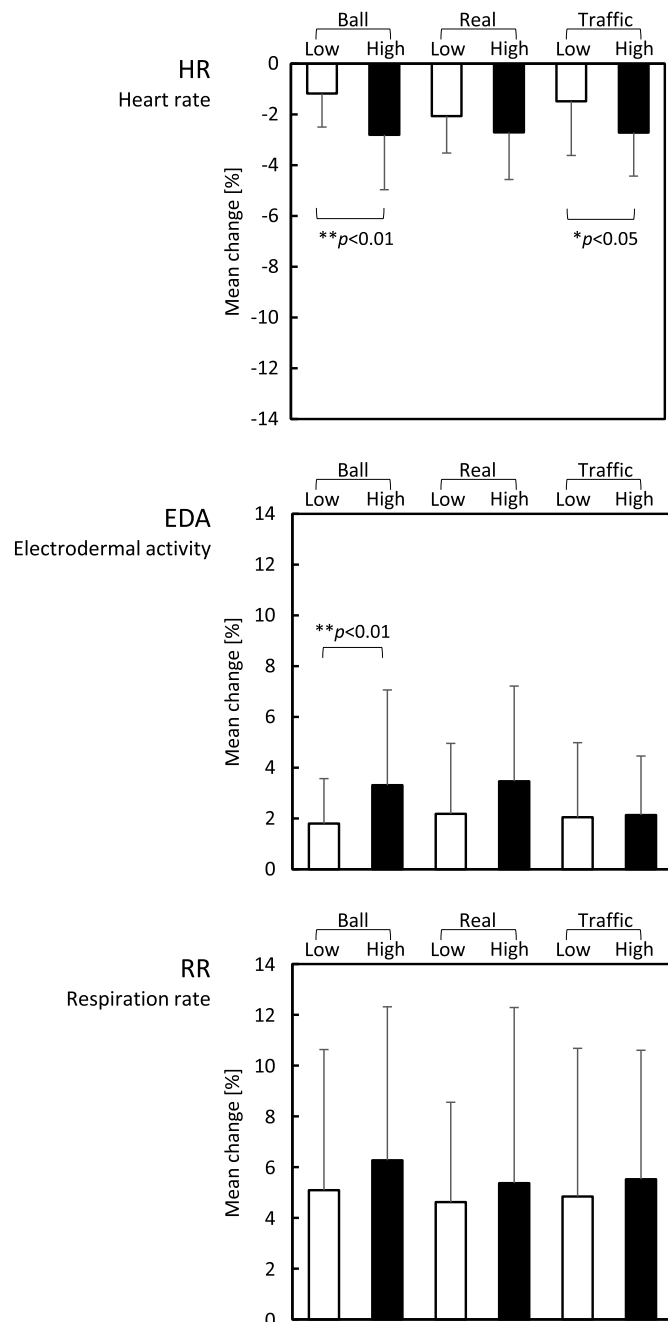 Ball Real Traffic
Low High Low High Low High
HR
Heart rate
Mean change [%]
0
-2
-4
-6
-8
-10
-12
-14
**p<0.01
*p<0.05
Ball Real Traffic
Low High Low High Low High
EDA
Electrodermal activity
Mean change [%]
14
12
10
8
6
4
2
0
**p<0.01
Ball Real Traffic
Low High Low High Low High
RR
Respiration rate
Mean change [%]
14
12
10
8
6
4
2
0